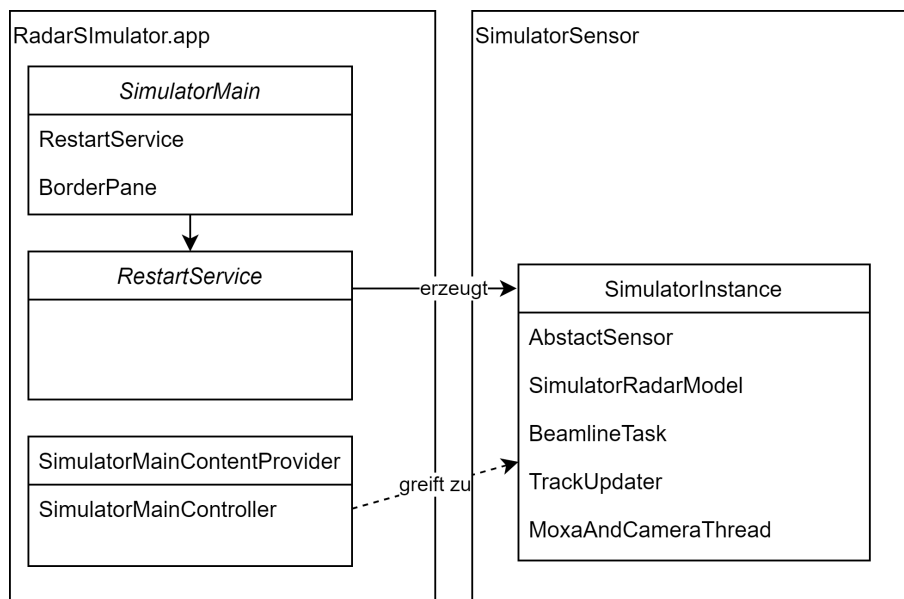 RadarSImulator.app
SimulatorMain
RestartService
BorderPane
RestartService
SimulatorMainContentProvider
SimulatorMainController
erzeugt
greift zu
SimulatorSensor
SimulatorInstance
AbstactSensor
SimulatorRadarModel
BeamlineTask
TrackUpdater
MoxaAndCameraThread